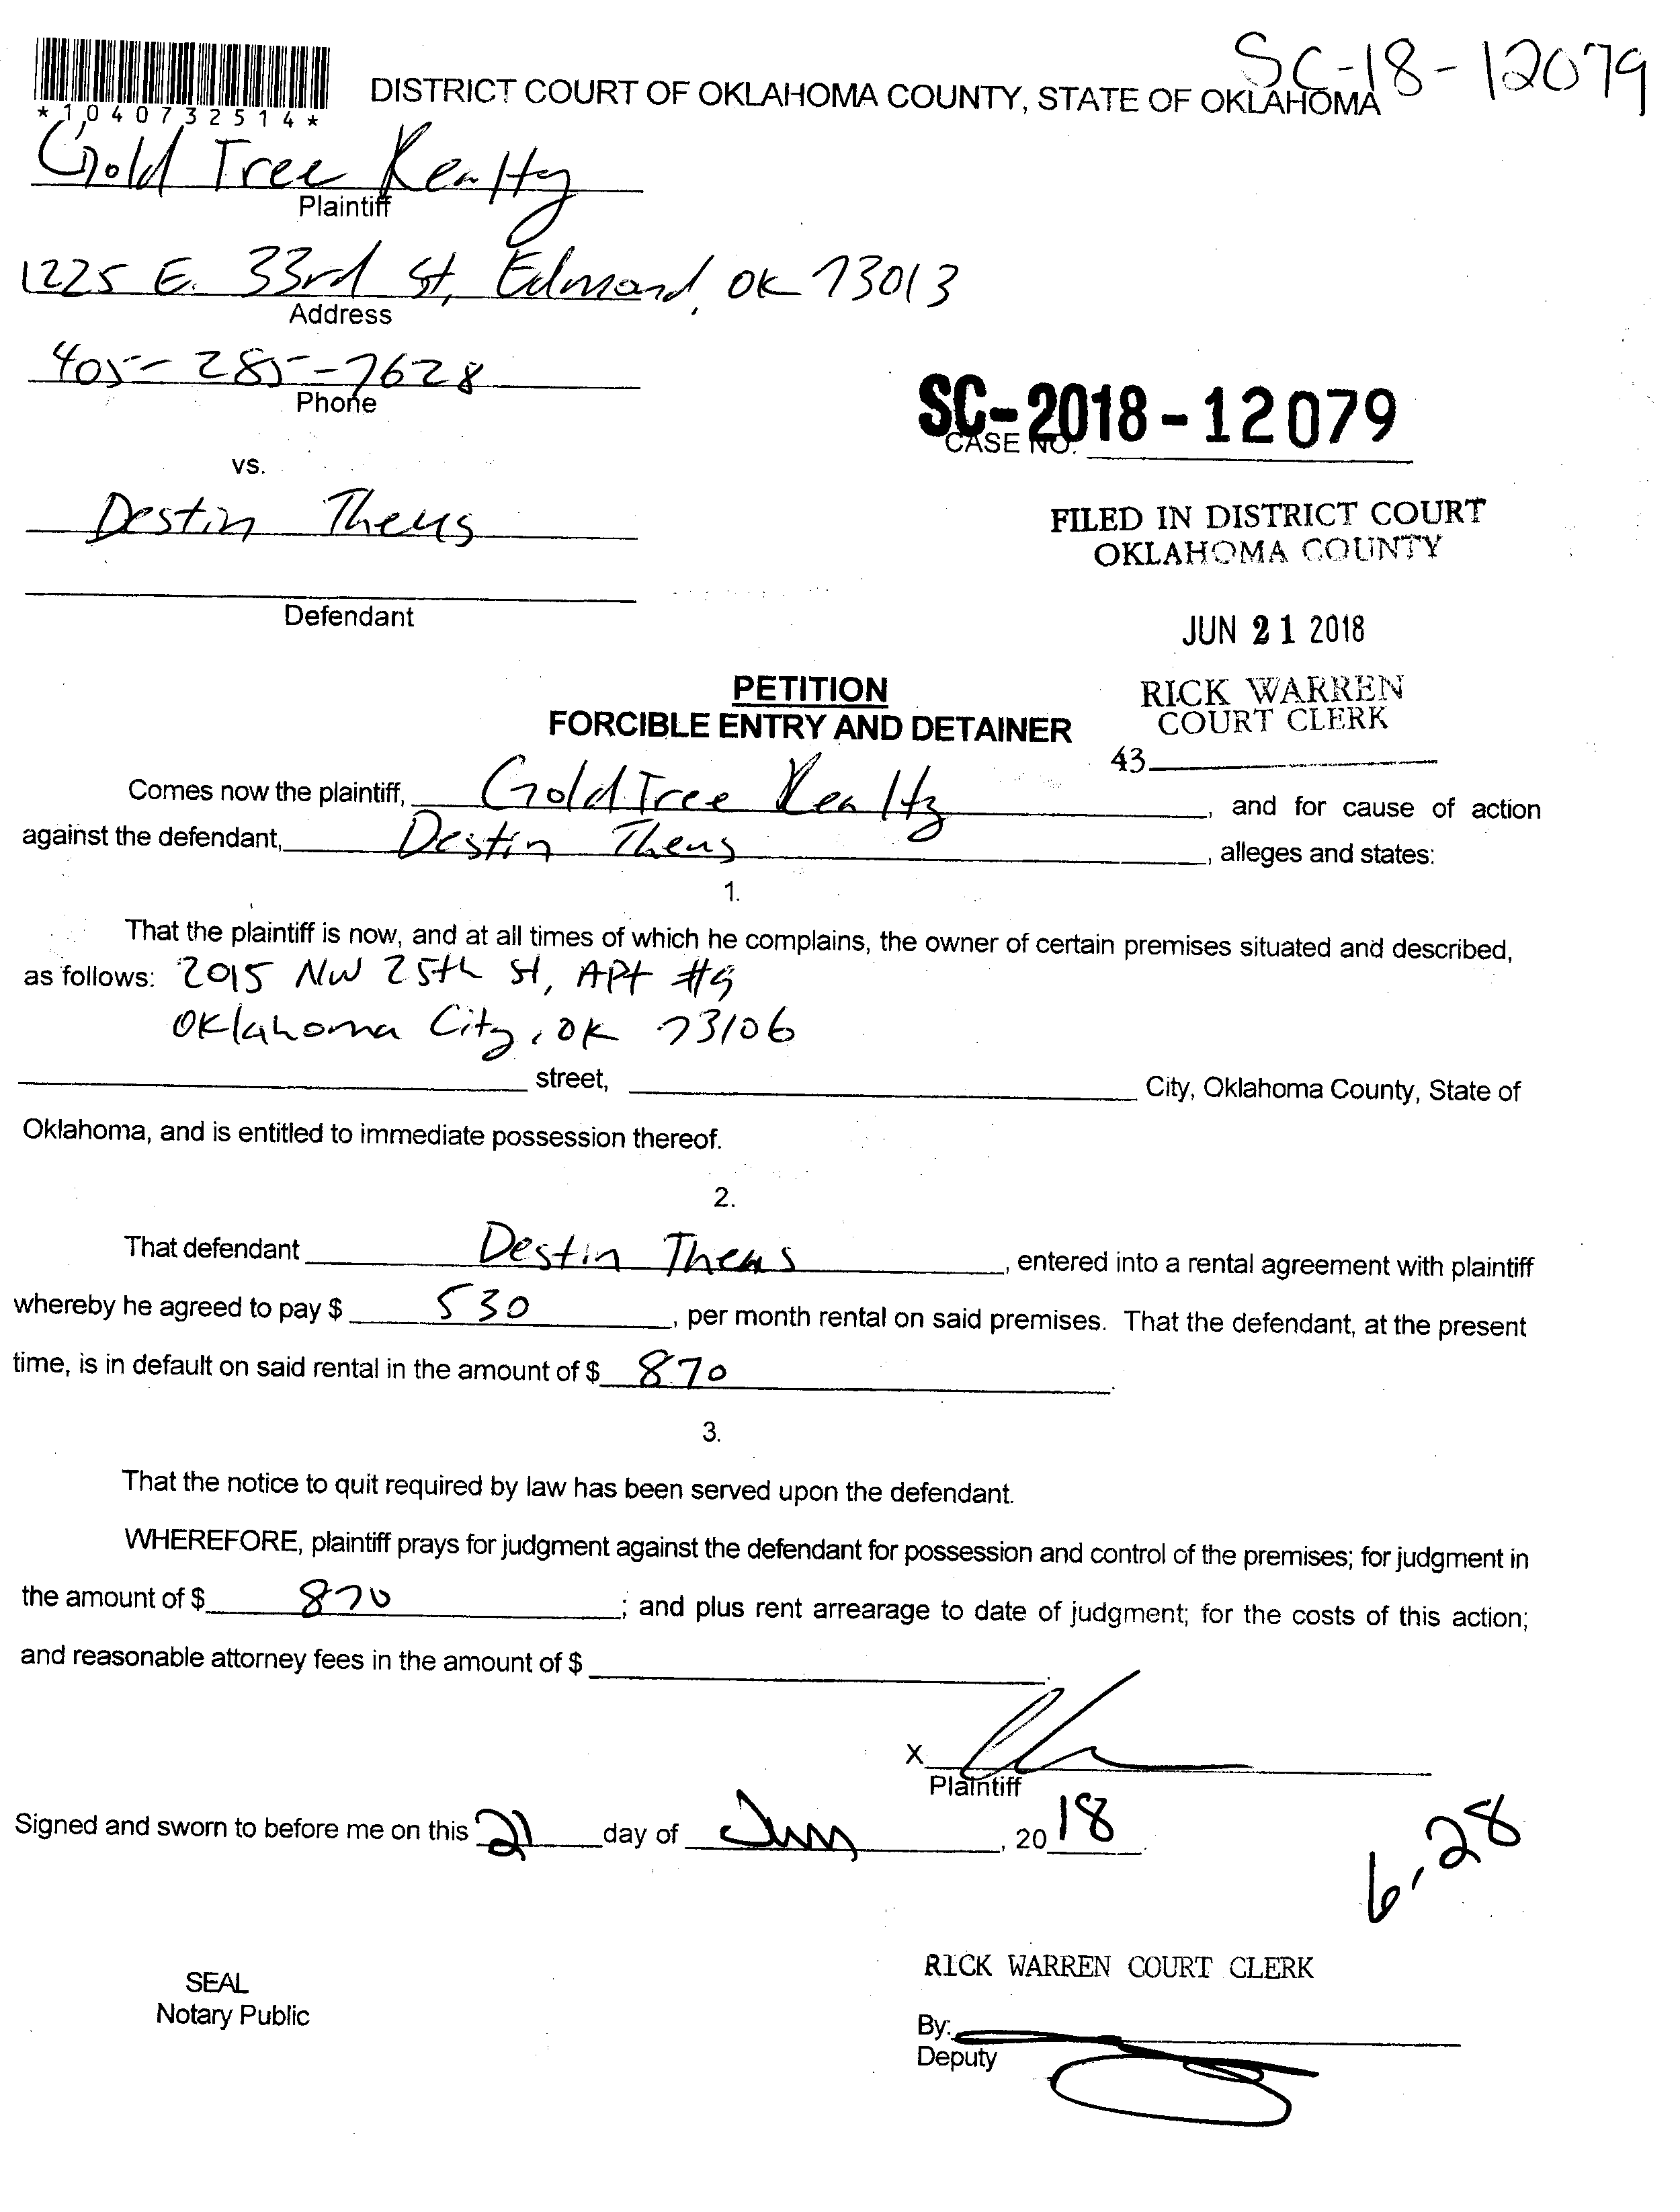 SC-18-12079
*1040732514*
DISTRICT COURT OF OKLAHOMA COUNTY, STATE OF OKLAHOMA
Gold Tree Realty
Plaintiff
1225 E. 33rd St, Edmond, OK 73013
Address
405-285-7628
Phone
SC-2018-12079
CASE NO.
vs.
Destin Theus
FILED IN DISTRICT COURT
OKLAHOMA COUNTY
Defendant
JUN 21 2018
PETITION
FORCIBLE ENTRY AND DETAINER
RICK WARREN
COURT CLERK
43
Comes now the plaintiff, Gold Tree Realty, and for cause of action
against the defendant, Destin Theus, alleges and states:
1.
That the plaintiff is now, and at all times of which he complains, the owner of certain premises situated and described,
as follows: 2015 NW 25th St, APt #9
Oklahoma City, OK 73106
street, City, Oklahoma County, State of
Oklahoma, and is entitled to immediate possession thereof.
2.
That defendant Destin Theus, entered into a rental agreement with plaintiff
whereby he agreed to pay $ 530, per month rental on said premises. That the defendant, at the present
time, is in default on said rental in the amount of $ 870.
3.
That the notice to quit required by law has been served upon the defendant.
WHEREFORE, plaintiff prays for judgment against the defendant for possession and control of the premises; for judgment in
the amount of $ 870; and plus rent arrearage to date of judgment; for the costs of this action;
and reasonable attorney fees in the amount of $ .
X
Plaintiff
Signed and sworn to before me on this 21 day of Jun, 2018.
6.28
RICK WARREN COURT CLERK
SEAL
Notary Public
By:
Deputy